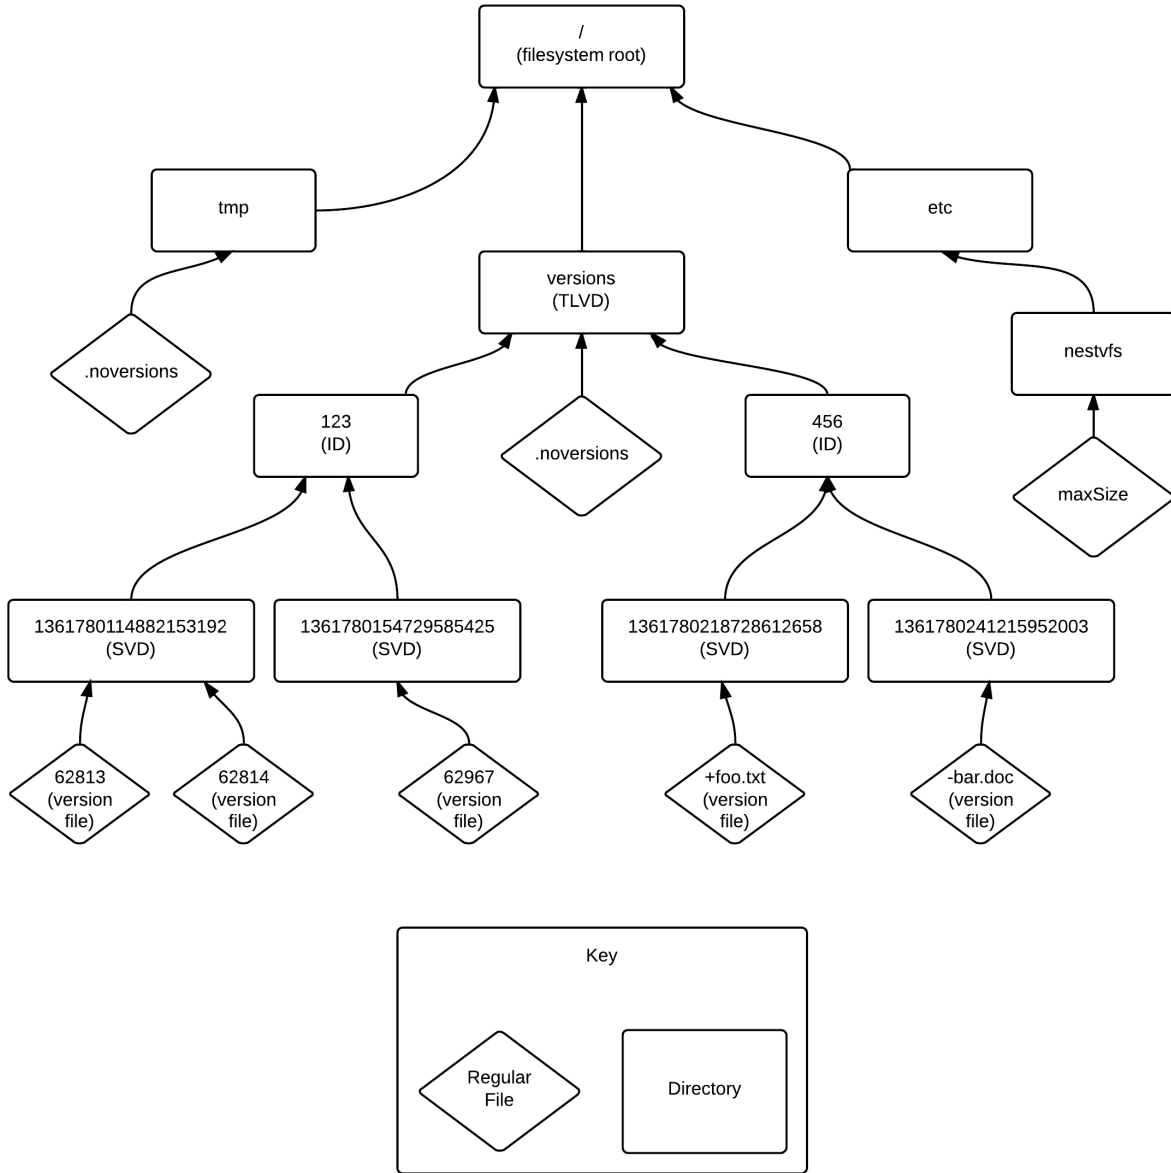 /
(filesystem root)
tmp
etc
versions
(TLVD)
.noversions
nestvfs
123
(ID)
.noversions
456
(ID)
maxSize
1361780114882153192
(SVD)
1361780154729585425
(SVD)
1361780218728612658
(SVD)
1361780241215952003
(SVD)
62813
(version
file)
62814
(version
file)
62967
(version
file)
+foo.txt
(version
file)
-bar.doc
(version
file)
Key
Regular
File
Directory